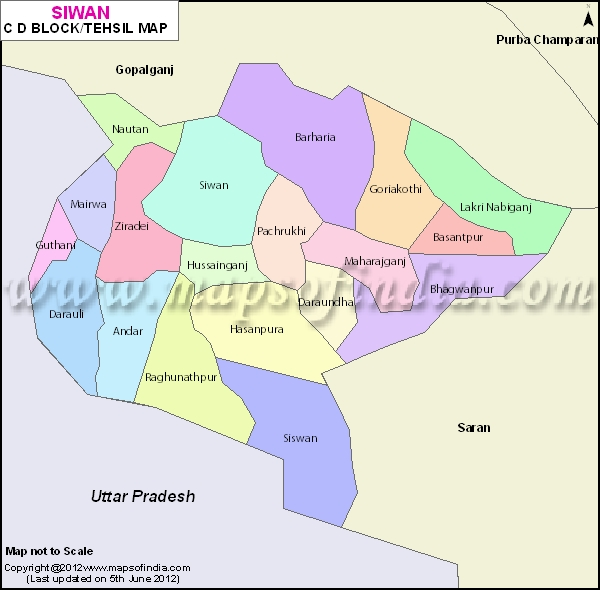 SIWAN
C D BLOCK/TEHSIL MAP
Purba Champaran
Gopalganj
Nautan
Barharia
Siwan
Goriakothi
Mairwa
Lakri Nabiganj
Ziradei
Pachrukhi
Basantpur
Guthani
Hussainganj
Maharajganj
Bhagwanpur
www.mapsofindia.com
Daraundha
Darauli
Andar
Hasanpura
Raghunathpur
Siswan
Saran
Uttar Pradesh
Map not to Scale
Copyright@2012www.mapsofindia.com
(Last updated on 5th June 2012)